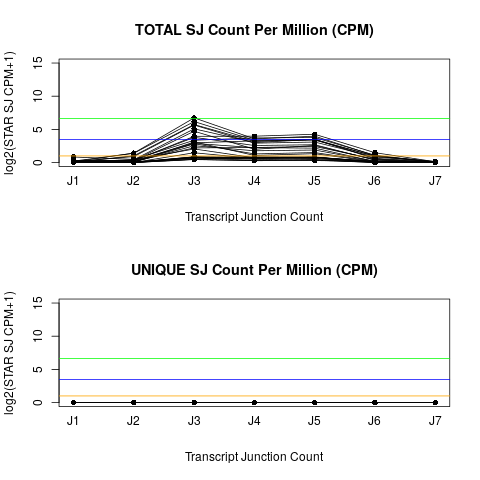 TOTAL SJ Count Per Million (CPM)
log2(STAR SJ CPM+1)
15
10
5
0
J1 J2 J3 J4 J5 J6 J7
Transcript Junction Count
UNIQUE SJ Count Per Million (CPM)
log2(STAR SJ CPM+1)
15
10
5
0
J1 J2 J3 J4 J5 J6 J7
Transcript Junction Count